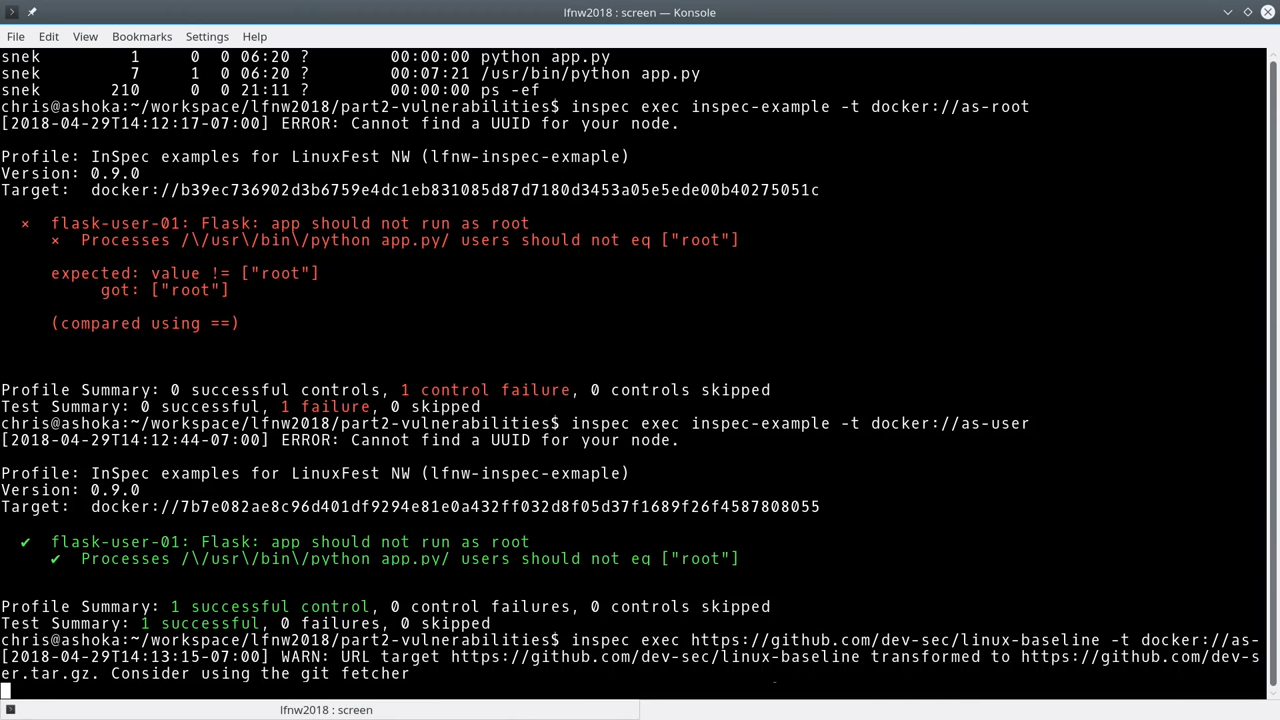 lfnw2018 : screen — Konsole
File Edit View Bookmarks Settings Help
snek 1 0 0 06:20 ? 00:00:00 python app.py
snek 7 1 0 06:20 ? 00:07:21 /usr/bin/python app.py
snek 210 0 0 21:11 ? 00:00:00 ps -ef
chris@ashoka:~/workspace/lfnw2018/part2-vulnerabilities$ inspec exec inspec-example -t docker://as-root
[2018-04-29T14:12:17-07:00] ERROR: Cannot find a UUID for your node.
Profile: InSpec examples for LinuxFest NW (lfnw-inspec-exmaple)
Version: 0.9.0
Target: docker://b39ec736902d3b6759e4dc1eb831085d87d7180d3453a05e5ede00b40275051c
× flask-user-01: Flask: app should not run as root
× Processes /\/usr\/bin\/python app.py/ users should not eq ["root"]
expected: value != ["root"]
got: ["root"]
(compared using ==)
Profile Summary: 0 successful controls, 1 control failure, 0 controls skipped
Test Summary: 0 successful, 1 failure, 0 skipped
chris@ashoka:~/workspace/lfnw2018/part2-vulnerabilities$ inspec exec inspec-example -t docker://as-user
[2018-04-29T14:12:44-07:00] ERROR: Cannot find a UUID for your node.
Profile: InSpec examples for LinuxFest NW (lfnw-inspec-exmaple)
Version: 0.9.0
Target: docker://7b7e082ae8c96d401df9294e81e0a432ff032d8f05d37f1689f26f4587808055
✔ flask-user-01: Flask: app should not run as root
✔ Processes /\/usr\/bin\/python app.py/ users should not eq ["root"]
Profile Summary: 1 successful control, 0 control failures, 0 controls skipped
Test Summary: 1 successful, 0 failures, 0 skipped
chris@ashoka:~/workspace/lfnw2018/part2-vulnerabilities$ inspec exec https://github.com/dev-sec/linux-baseline -t docker://as-
[2018-04-29T14:13:15-07:00] WARN: URL target https://github.com/dev-sec/linux-baseline transformed to https://github.com/dev-s
er.tar.gz. Consider using the git fetcher
lfnw2018 : screen